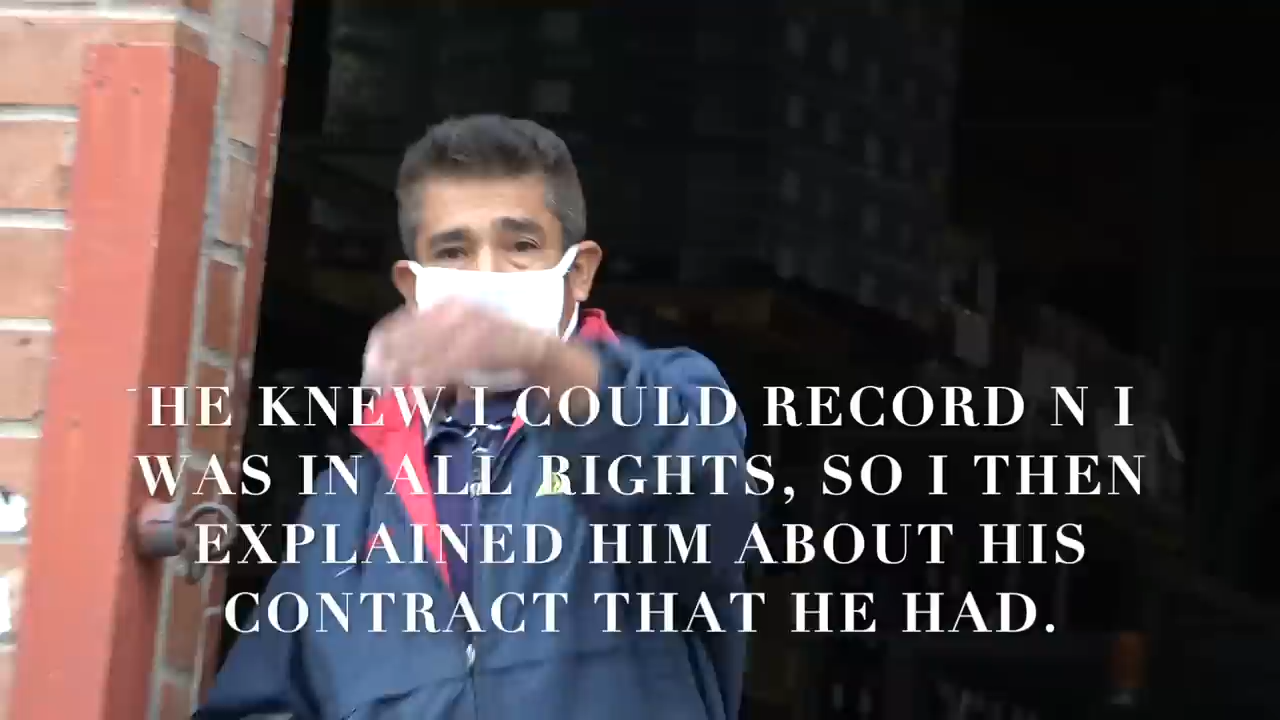 HE KNEW I COULD RECORD N I
WAS IN ALL RIGHTS, SO I THEN
EXPLAINED HIM ABOUT HIS
CONTRACT THAT HE HAD.